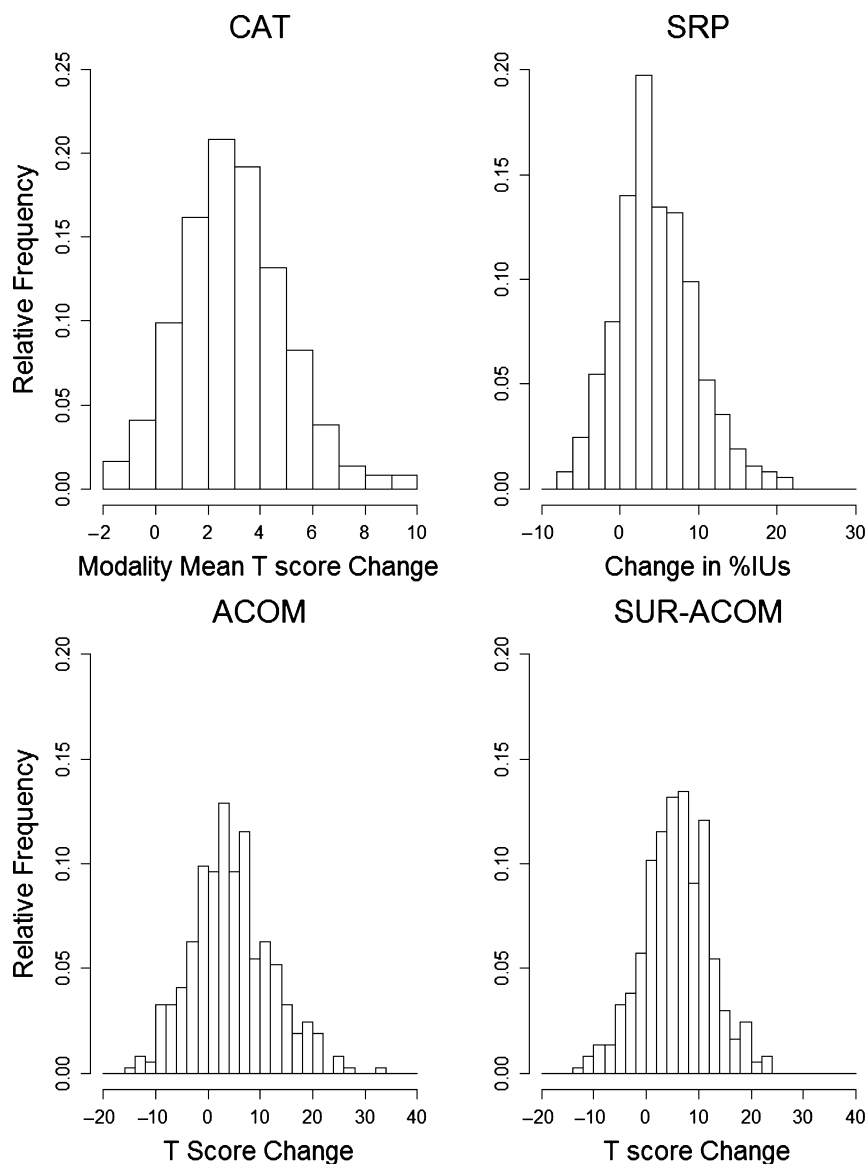 CAT
0.25
0.20
0.15
0.10
0.05
0.00
Relative Frequency
–2 0 2 4 6 8 10
Modality Mean T score Change
SRP
0.20
0.15
0.10
0.05
0.00
–10 0 10 20 30
Change in %IUs
ACOM
0.20
0.15
0.10
0.05
0.00
Relative Frequency
–20 –10 0 10 20 30 40
T Score Change
SUR-ACOM
0.20
0.15
0.10
0.05
0.00
–20 –10 0 10 20 30 40
T score Change